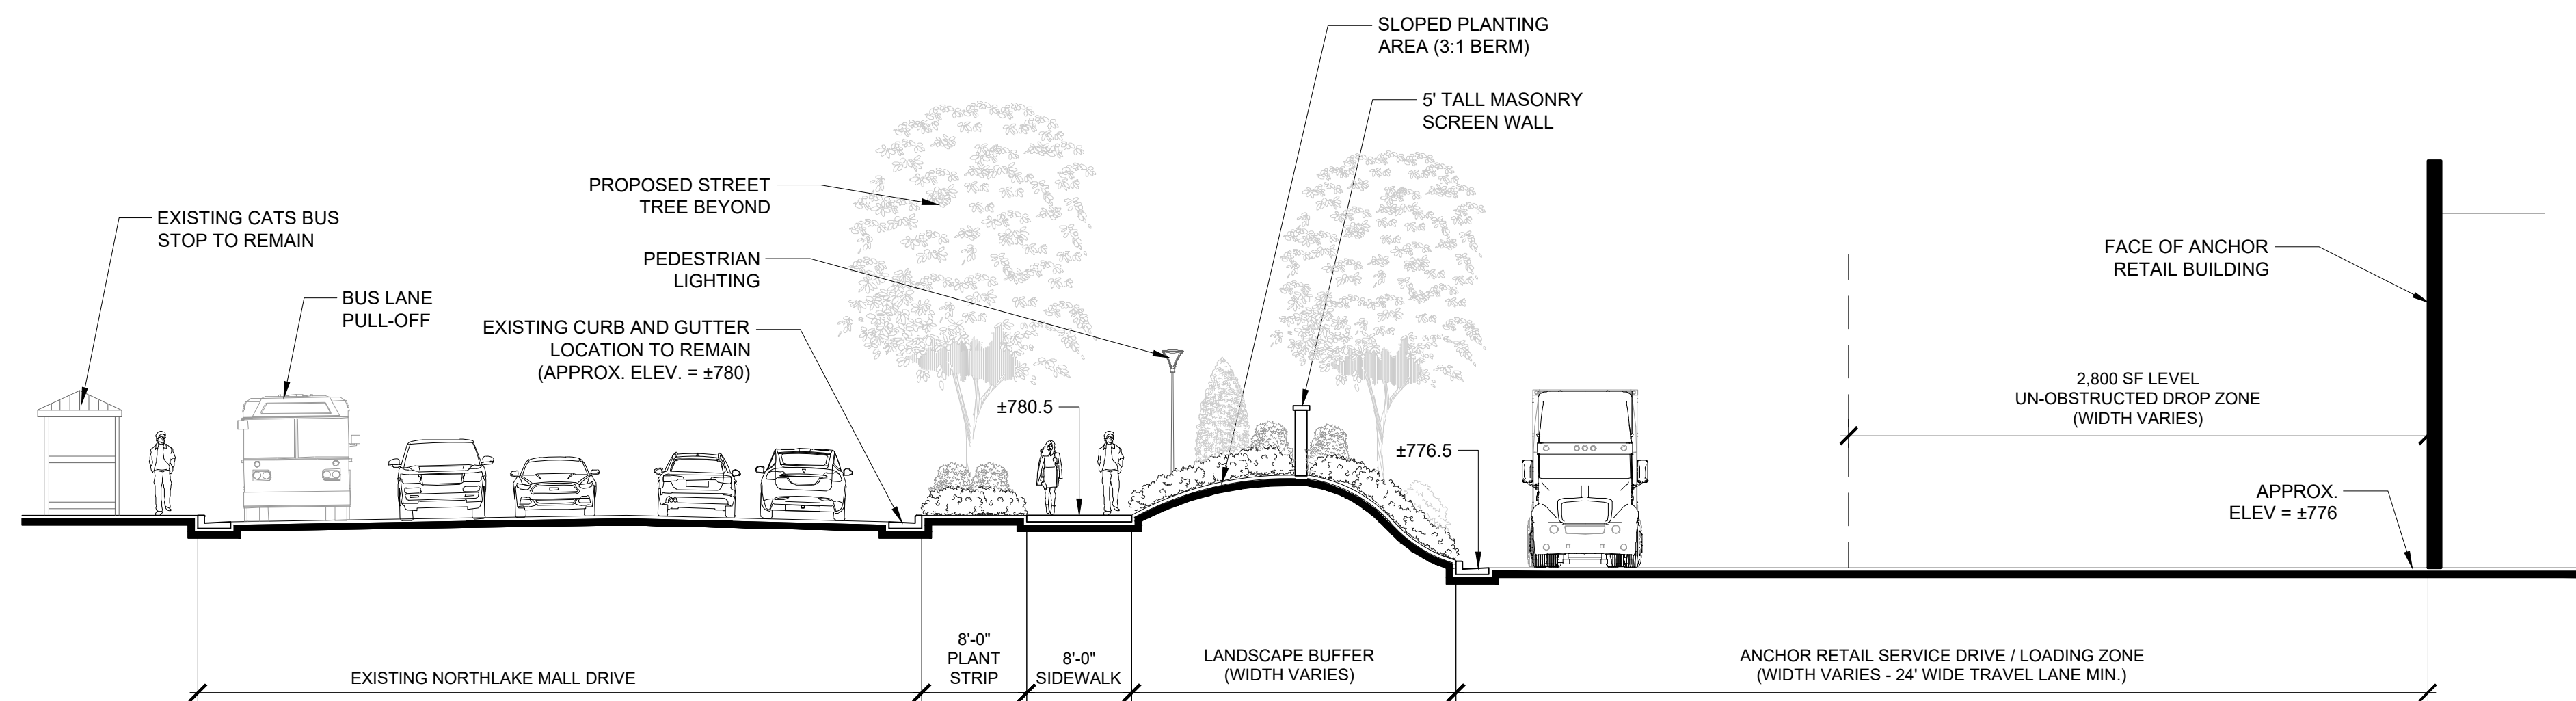 SLOPED PLANTING
AREA (3:1 BERM)
5' TALL MASONRY
SCREEN WALL
PROPOSED STREET
TREE BEYOND
EXISTING CATS BUS
STOP TO REMAIN
PEDESTRIAN
LIGHTING
FACE OF ANCHOR
RETAIL BUILDING
BUS LANE
PULL-OFF
EXISTING CURB AND GUTTER
LOCATION TO REMAIN
(APPROX. ELEV. = ±780)
±780.5
2,800 SF LEVEL
UN-OBSTRUCTED DROP ZONE
(WIDTH VARIES)
±776.5
APPROX.
ELEV = ±776
EXISTING NORTHLAKE MALL DRIVE
8'-0"
PLANT
STRIP
8'-0"
SIDEWALK
LANDSCAPE BUFFER
(WIDTH VARIES)
ANCHOR RETAIL SERVICE DRIVE / LOADING ZONE
(WIDTH VARIES - 24' WIDE TRAVEL LANE MIN.)